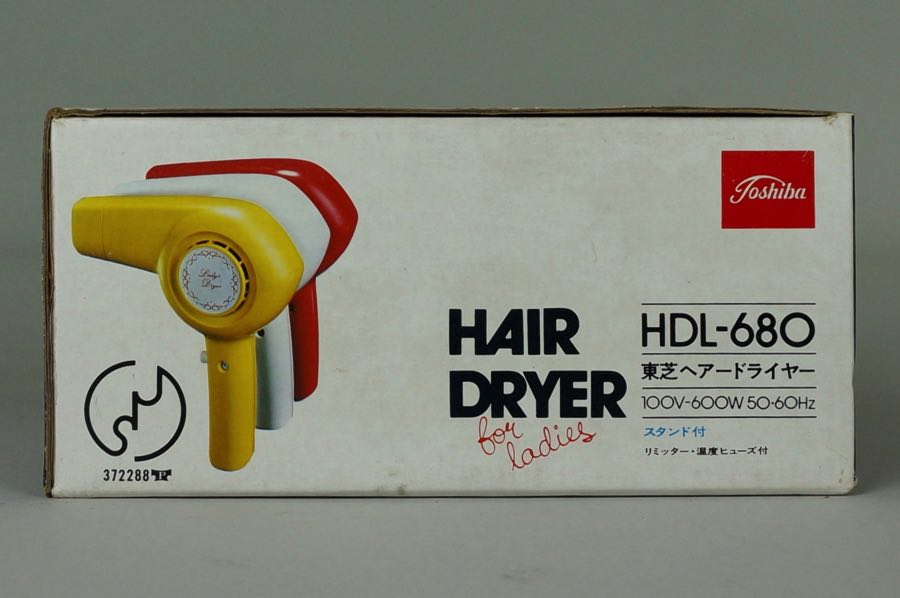 Toshiba
Lady's
Dryer
HAIR
DRYER
for
ladies
HDL-680
東芝ヘアードライヤー
100V-600W 50・60Hz
スタンド付
リミッター・温度ヒューズ付
372288